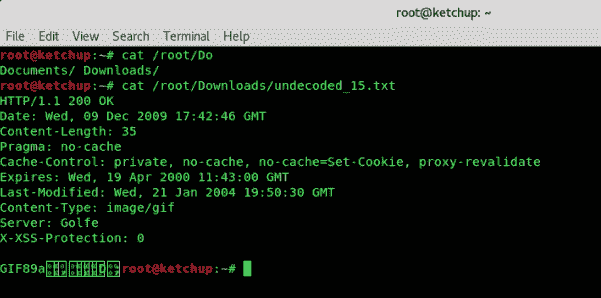 root@ketchup: ~
File Edit View Search Terminal Help
root@ketchup:~# cat /root/Do
Documents/ Downloads/
root@ketchup:~# cat /root/Downloads/undecoded_15.txt
HTTP/1.1 200 OK
Date: Wed, 09 Dec 2009 17:42:46 GMT
Content-Length: 35
Pragma: no-cache
Cache-Control: private, no-cache, no-cache=Set-Cookie, proxy-revalidate
Expires: Wed, 19 Apr 2000 11:43:00 GMT
Last-Modified: Wed, 21 Jan 2004 19:50:30 GMT
Content-Type: image/gif
Server: Golfe
X-XSS-Protection: 0
GIF89a D root@ketchup:~#